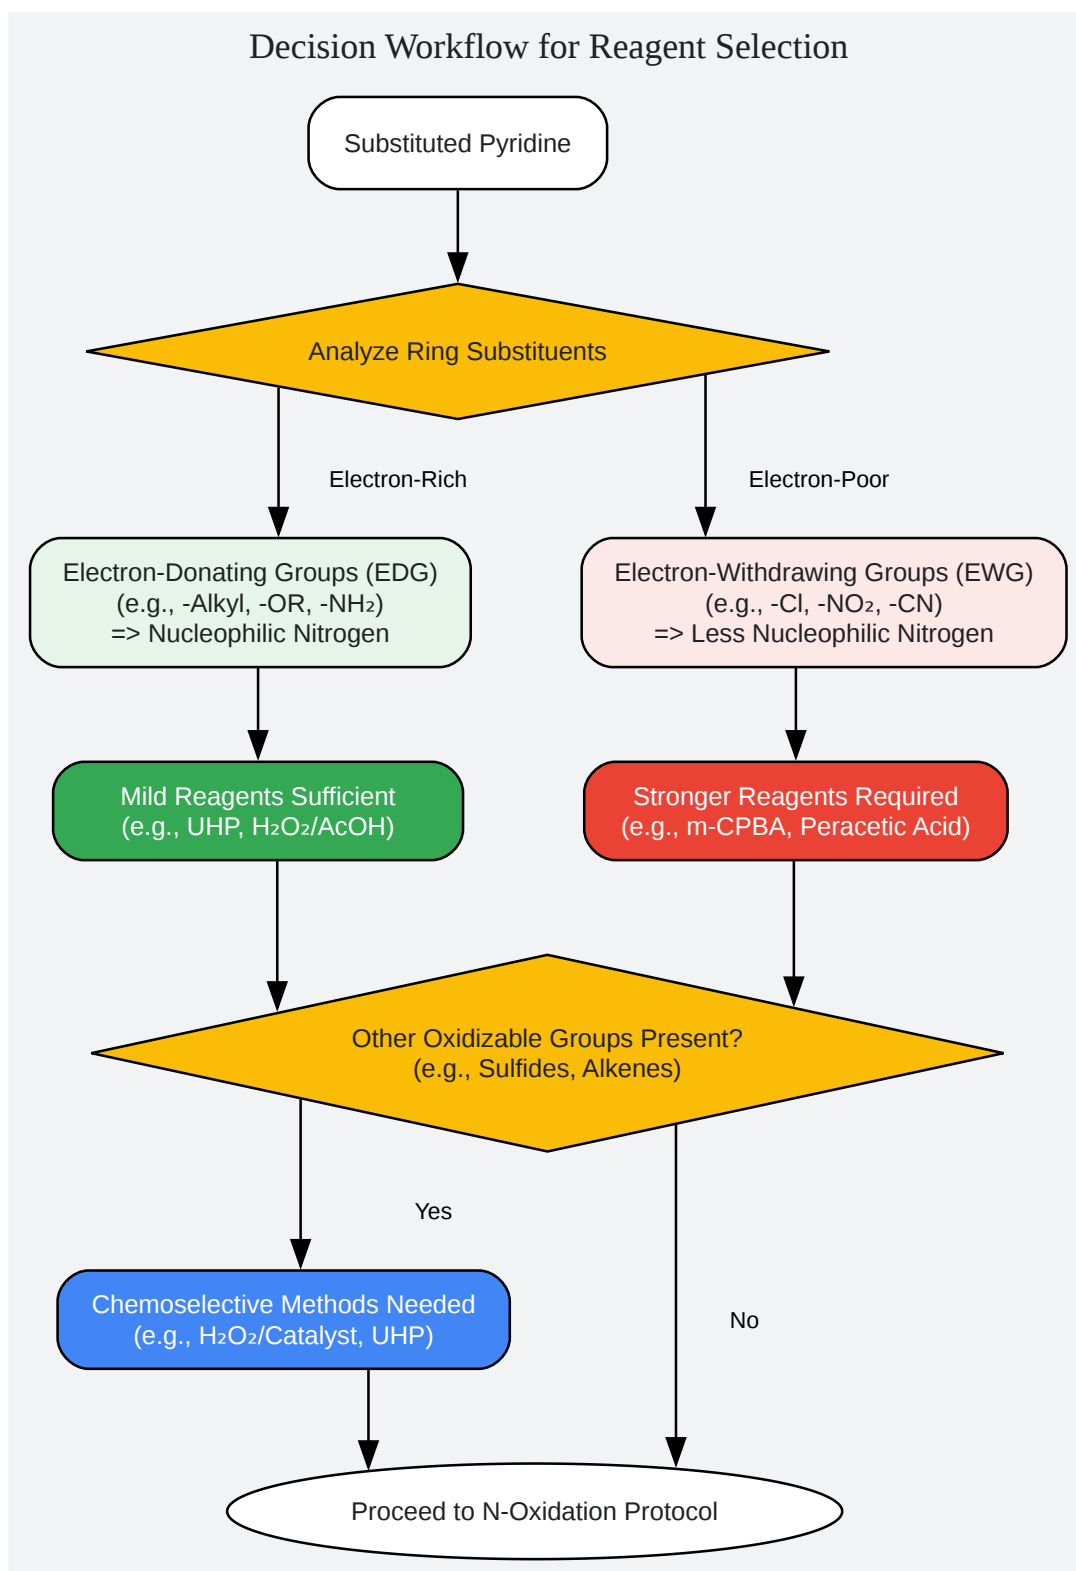 Decision Workflow for Reagent Selection
Substituted Pyridine
Analyze Ring Substituents
Electron-Rich
Electron-Poor
Electron-Donating Groups (EDG)
(e.g., -Alkyl, -OR, -NH₂)
=> Nucleophilic Nitrogen
Electron-Withdrawing Groups (EWG)
(e.g., -Cl, -NO₂, -CN)
=> Less Nucleophilic Nitrogen
Mild Reagents Sufficient
(e.g., UHP, H₂O₂/AcOH)
Stronger Reagents Required
(e.g., m-CPBA, Peracetic Acid)
Other Oxidizable Groups Present?
(e.g., Sulfides, Alkenes)
Yes
Chemoselective Methods Needed
(e.g., H₂O₂/Catalyst, UHP)
No
Proceed to N-Oxidation Protocol